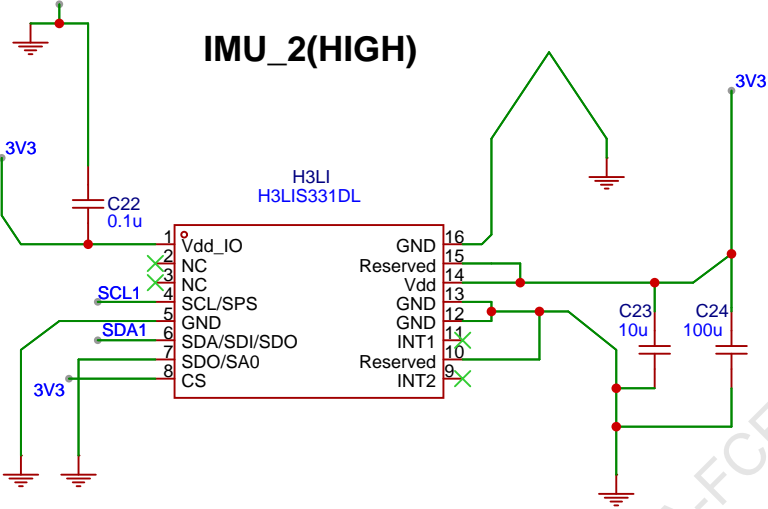 IMU_2(HIGH)
3V3
3V3
H3LI
H3LIS331DL
C22
0.1u
1 Vdd_IO
2 NC
3 NC
SCL1 4 SCL/SPS
5 GND
SDA1 6 SDA/SDI/SDO
7 SDO/SA0
3V3 8 CS
GND 16
Reserved 15
Vdd 14
GND 13
GND 12
INT1 11
Reserved 10
INT2 9
C23
10u
C24
100u
-FCE